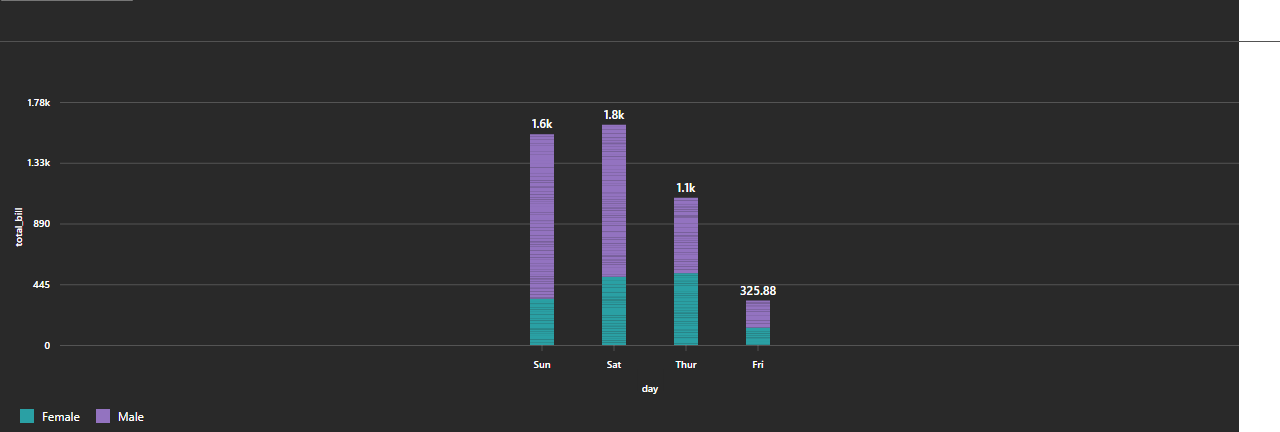 1.78k
1.33k
890
445
0
total_bill
1.6k
1.8k
1.1k
325.88
Sun Sat Thur Fri
day
Female Male